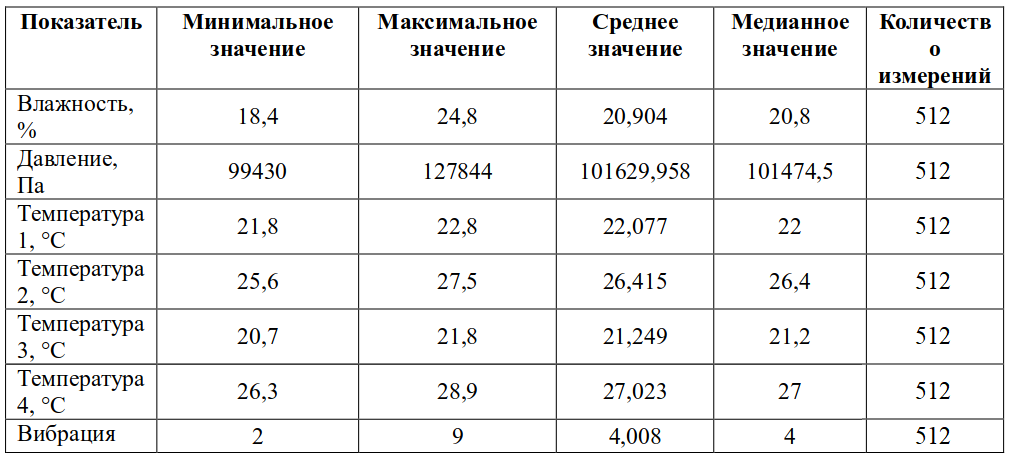 Показатель Минимальное Максимальное Среднее Медианное Количеств
значение значение значение значение о
измерений
Влажность,
% 18,4 24,8 20,904 20,8 512
Давление,
Па 99430 127844 101629,958 101474,5 512
Температура
1, °С 21,8 22,8 22,077 22 512
Температура
2, °С 25,6 27,5 26,415 26,4 512
Температура
3, °С 20,7 21,8 21,249 21,2 512
Температура
4, °С 26,3 28,9 27,023 27 512
Вибрация 2 9 4,008 4 512